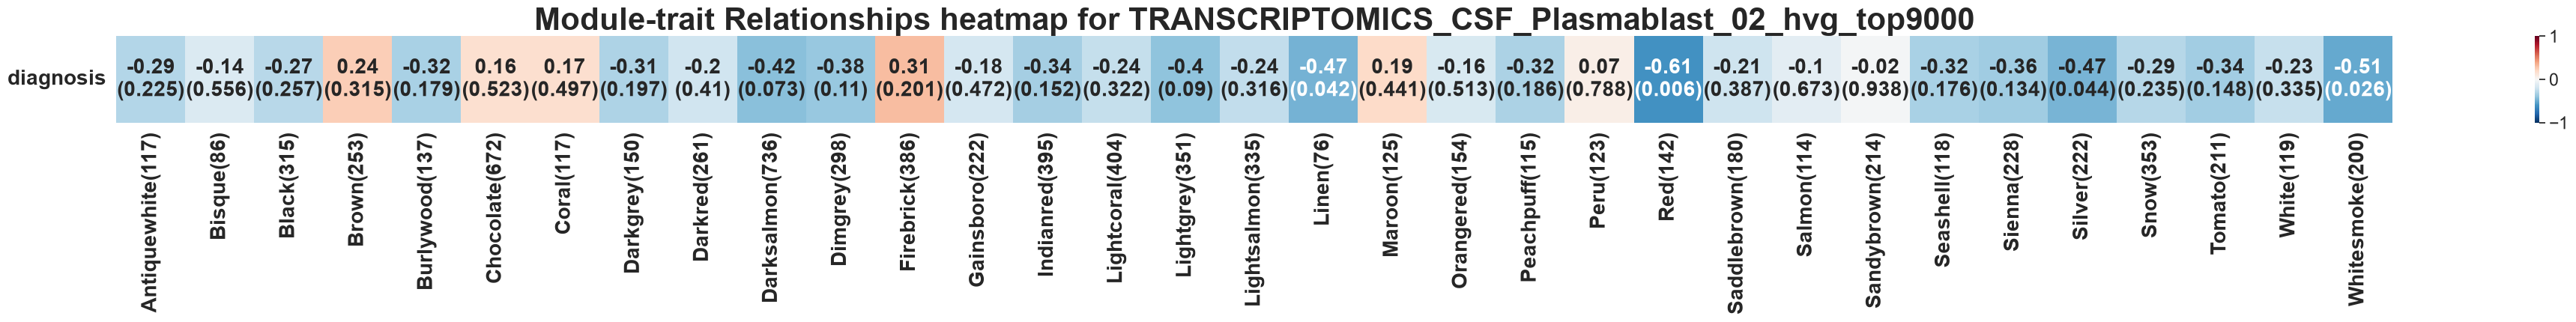 Module-trait Relationships heatmap for TRANSCRIPTOMICS_CSF_Plasmablast_02_hvg_top9000
diagnosis
-0.29 -0.14 -0.27 0.24 -0.32 0.16 0.17 -0.31 -0.2 -0.42 -0.38 0.31 -0.18 -0.34 -0.24 -0.4 -0.24 -0.47 0.19 -0.16 -0.32 0.07 -0.61 -0.21 -0.1 -0.02 -0.32 -0.36 -0.47 -0.29 -0.34 -0.23 -0.51
(0.225) (0.556) (0.257) (0.315) (0.179) (0.523) (0.497) (0.197) (0.41) (0.073) (0.11) (0.201) (0.472) (0.152) (0.322) (0.09) (0.316) (0.042) (0.441) (0.513) (0.186) (0.788) (0.006) (0.387) (0.673) (0.938) (0.176) (0.134) (0.044) (0.235) (0.148) (0.335) (0.026)
Antiquewhite(117)
Bisque(86)
Black(315)
Brown(253)
Burlywood(137)
Chocolate(672)
Coral(117)
Darkgrey(150)
Darkred(261)
Darksalmon(736)
Dimgrey(298)
Firebrick(386)
Gainsboro(222)
Indianred(395)
Lightcoral(404)
Lightgrey(351)
Lightsalmon(335)
Linen(76)
Maroon(125)
Orangered(154)
Peachpuff(115)
Peru(123)
Red(142)
Saddlebrown(180)
Salmon(114)
Sandybrown(214)
Seashell(118)
Sienna(228)
Silver(222)
Snow(353)
Tomato(211)
White(119)
Whitesmoke(200)
1
0
−1